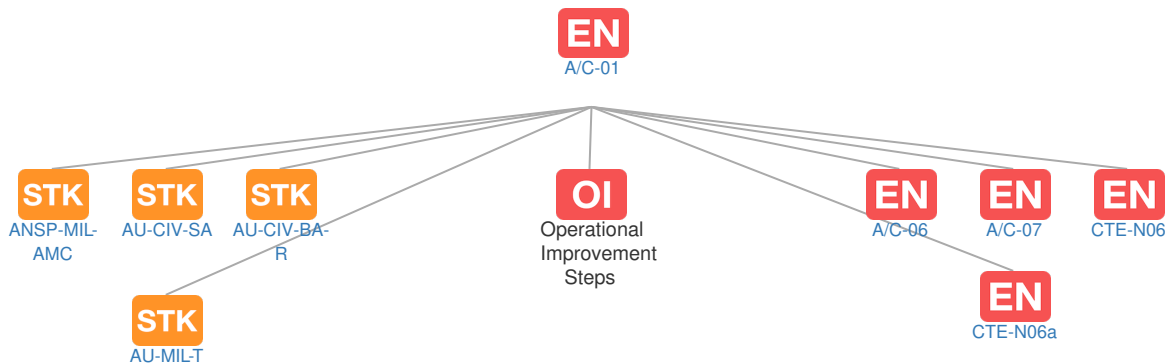 EN
A/C-01
STK
ANSP-MIL-
AMC
STK
AU-CIV-SA
STK
AU-CIV-BA-
R
OI
Operational
Improvement
Steps
EN
A/C-06
EN
A/C-07
EN
CTE-N06
STK
AU-MIL-T
EN
CTE-N06a